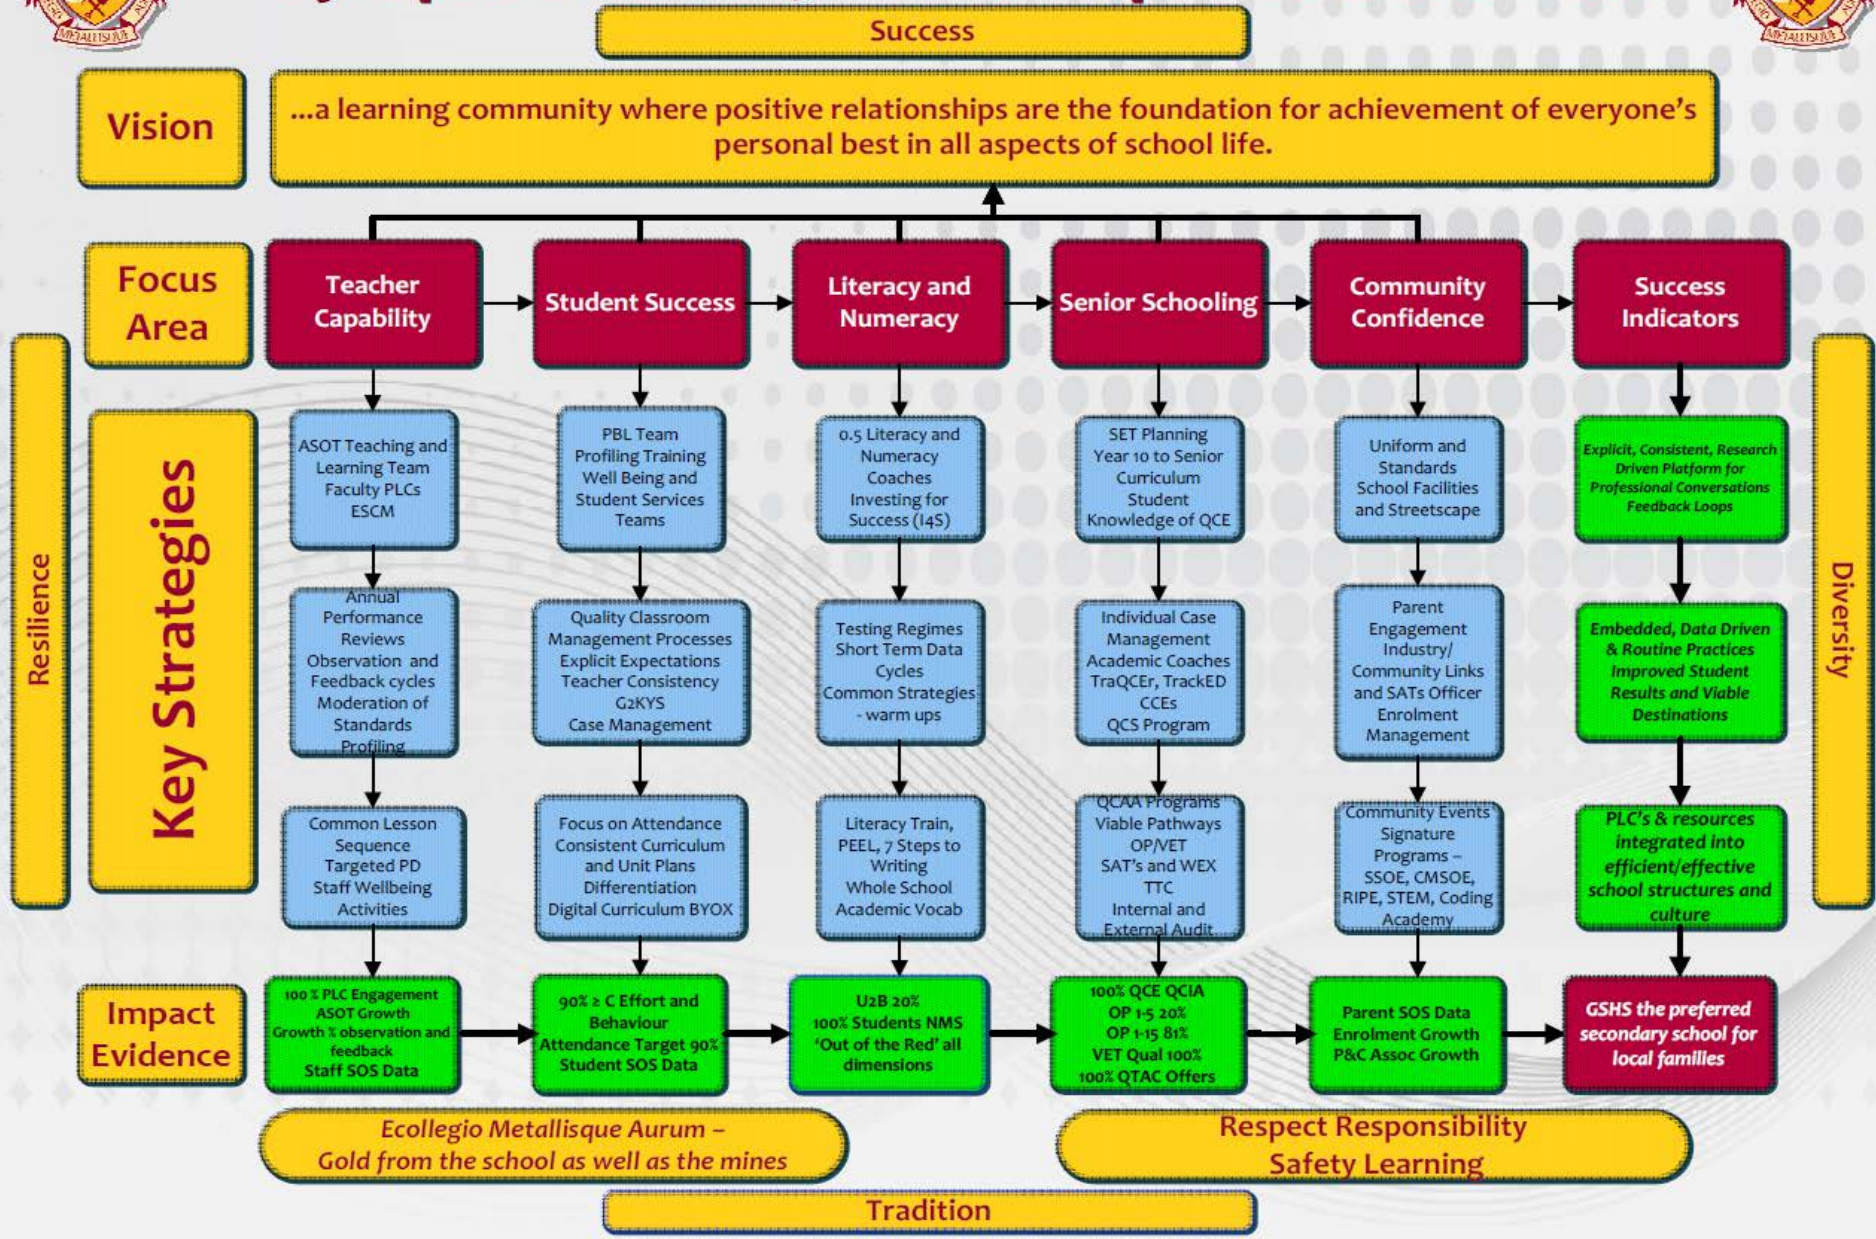 METALLISQUE
METALLISQUE
Success
Vision
...a learning community where positive relationships are the foundation for achievement of everyone's
personal best in all aspects of school life.
Focus
Area
Teacher
Capability
Student Success
Literacy and
Numeracy
Senior Schooling
Community
Confidence
Success
Indicators
Resilience
Diversity
Key Strategies
ASOT Teaching and
Learning Team
Faculty PLCs
ESCM
PBL Team
Profiling Training
Well Being and
Student Services
Teams
0.5 Literacy and
Numeracy
Coaches
Investing for
Success (I4S)
SET Planning
Year 10 to Senior
Curriculum
Student
Knowledge of QCE
Uniform and
Standards
School Facilities
and Streetscape
Explicit, Consistent, Research
Driven Platform for
Professional Conversations
Feedback Loops
Annual
Performance
Reviews
Observation and
Feedback cycles
Moderation of
Standards
Profiling
Quality Classroom
Management Processes
Explicit Expectations
Teacher Consistency
G2KYS
Case Management
Testing Regimes
Short Term Data
Cycles
Common Strategies
- warm ups
Individual Case
Management
Academic Coaches
TraQCEr, TrackED
CCEs
QCS Program
Parent
Engagement
Industry/
Community Links
and SATs Officer
Enrolment
Management
Embedded, Data Driven
& Routine Practices
Improved Student
Results and Viable
Destinations
Common Lesson
Sequence
Targeted PD
Staff Wellbeing
Activities
Focus on Attendance
Consistent Curriculum
and Unit Plans
Differentiation
Digital Curriculum BYOX
Literacy Train,
PEEL, 7 Steps to
Writing
Whole School
Academic Vocab
QCAA Programs
Viable Pathways
OP/VET
SAT's and WEX
TTC
Internal and
External Audit
Community Events
Signature
Programs –
SSOE, CMSOE,
RIPE, STEM, Coding
Academy
PLC's & resources
integrated into
efficient/effective
school structures and
culture
Impact
Evidence
100 % PLC Engagement
ASOT Growth
Growth % observation and
feedback
Staff SOS Data
90% ≥ C Effort and
Behaviour
Attendance Target 90%
Student SOS Data
U2B 20%
100% Students NMS
'Out of the Red' all
dimensions
100% QCE QCIA
OP 1-5 20%
OP 1-15 81%
VET Qual 100%
100% QTAC Offers
Parent SOS Data
Enrolment Growth
P&C Assoc Growth
GSHS the preferred
secondary school for
local families
Ecollegio Metallisque Aurum –
Gold from the school as well as the mines
Respect Responsibility
Safety Learning
Tradition